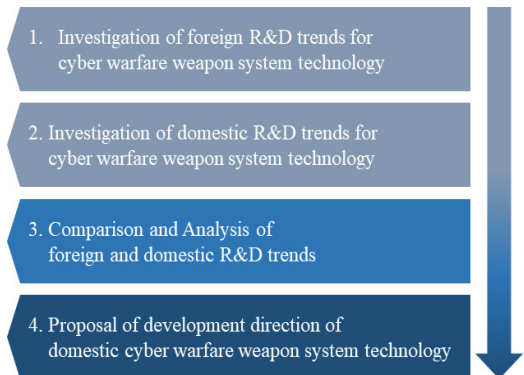 1. Investigation of foreign R&D trends for
cyber warfare weapon system technology
2. Investigation of domestic R&D trends for
cyber warfare weapon system technology
3. Comparison and Analysis of
foreign and domestic R&D trends
4. Proposal of development direction of
domestic cyber warfare weapon system technology